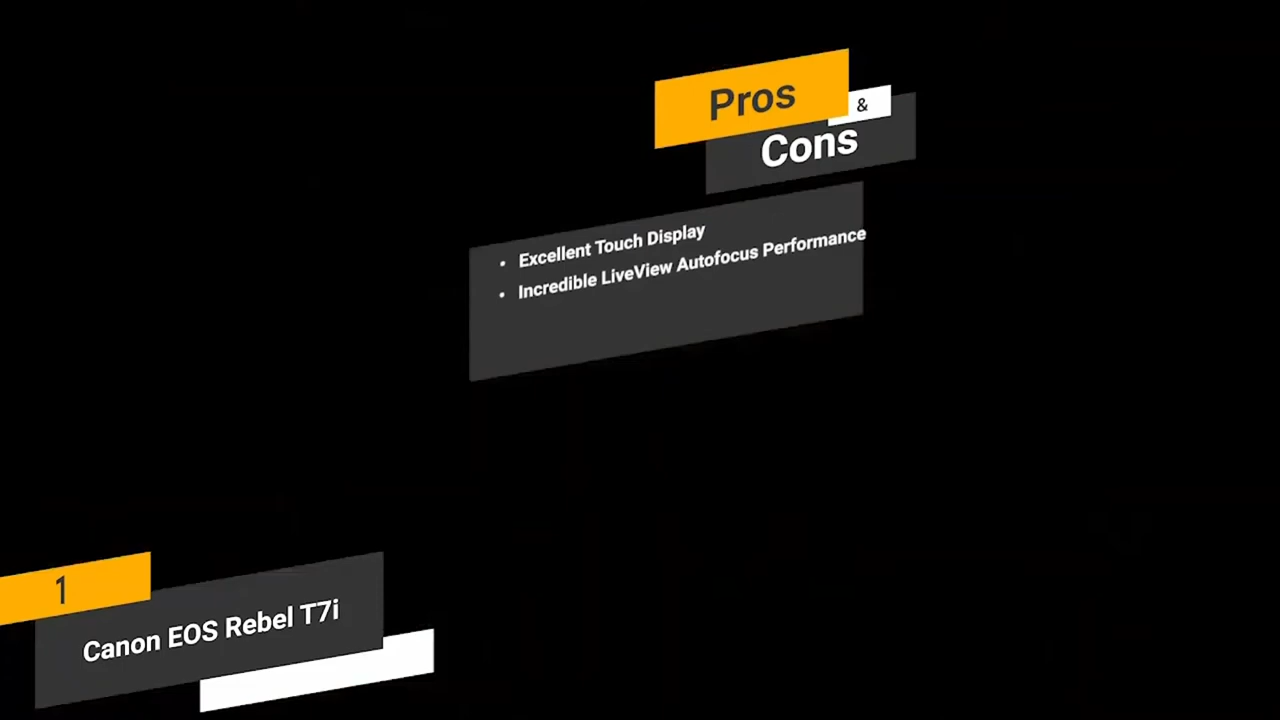 Pros
&
Cons
• Excellent Touch Display
• Incredible LiveView Autofocus Performance
1
Canon EOS Rebel T7i